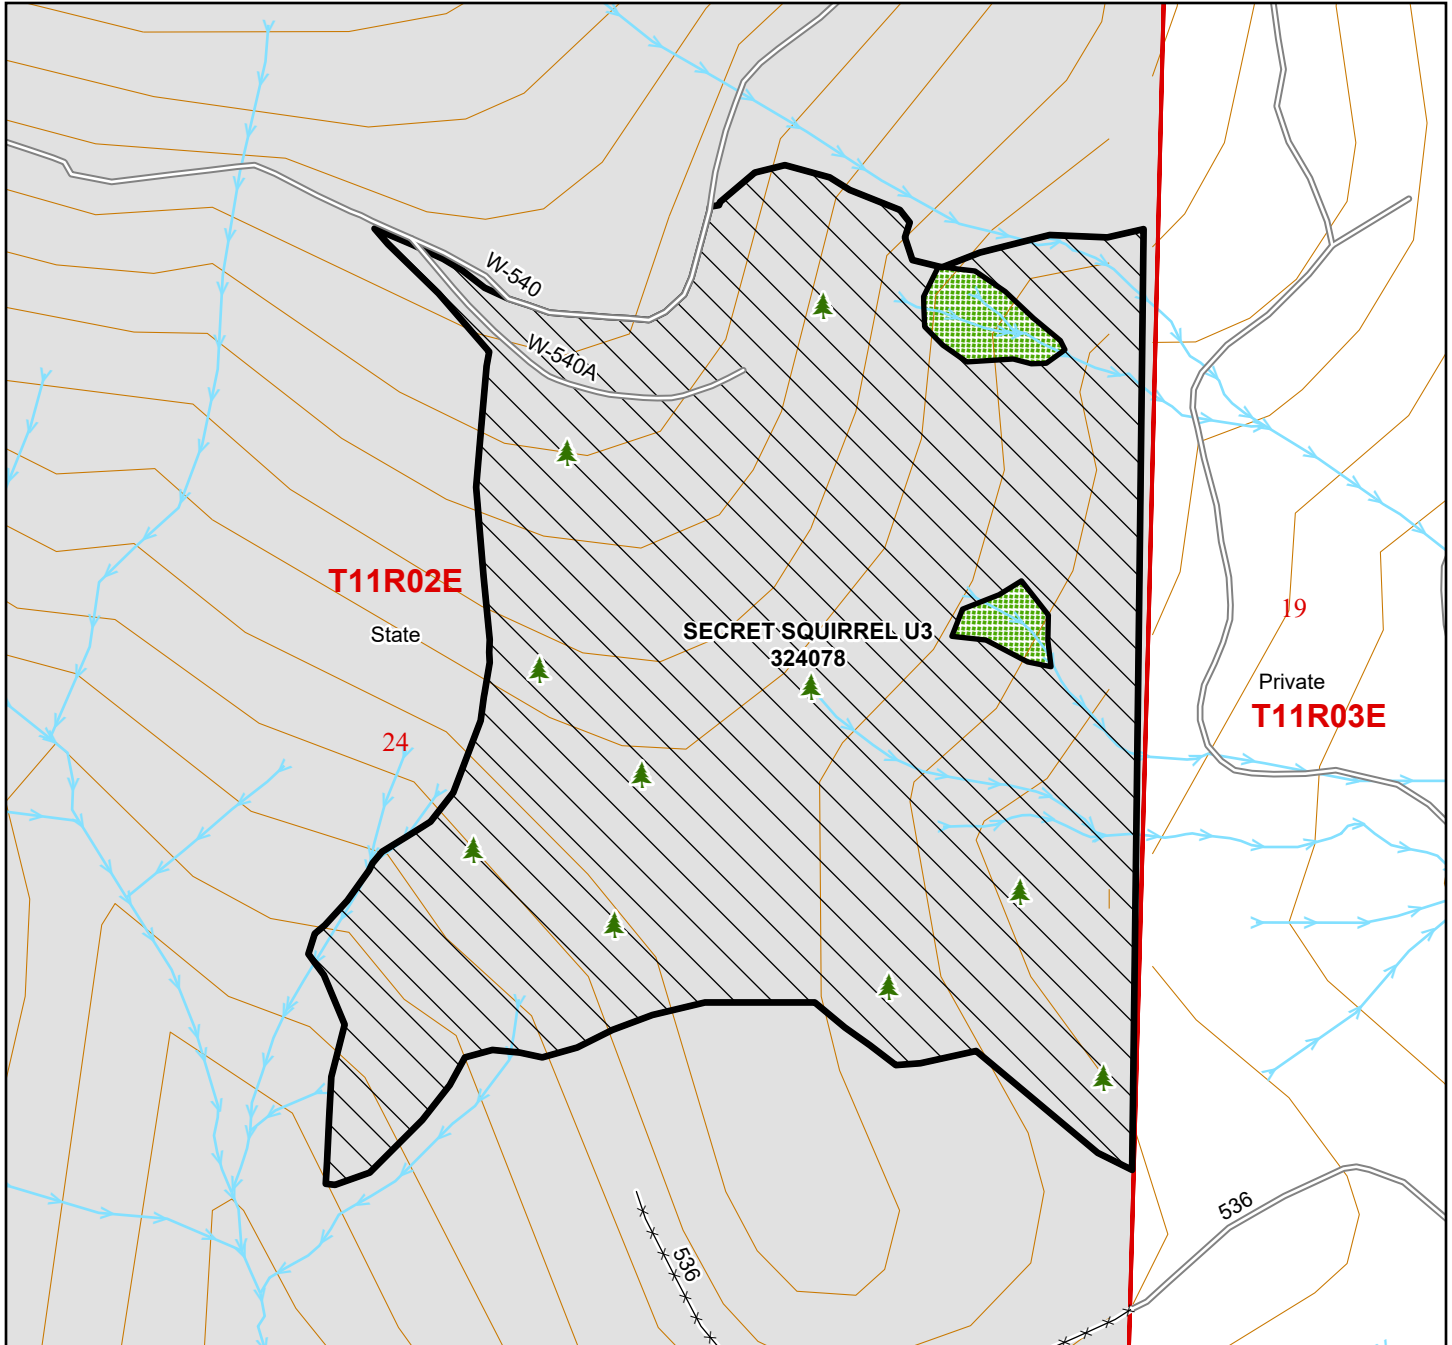 W-540
W-540A
T11R02E
State
SECRET SQUIRREL U3
324078
19
Private
T11R03E
24
536
536